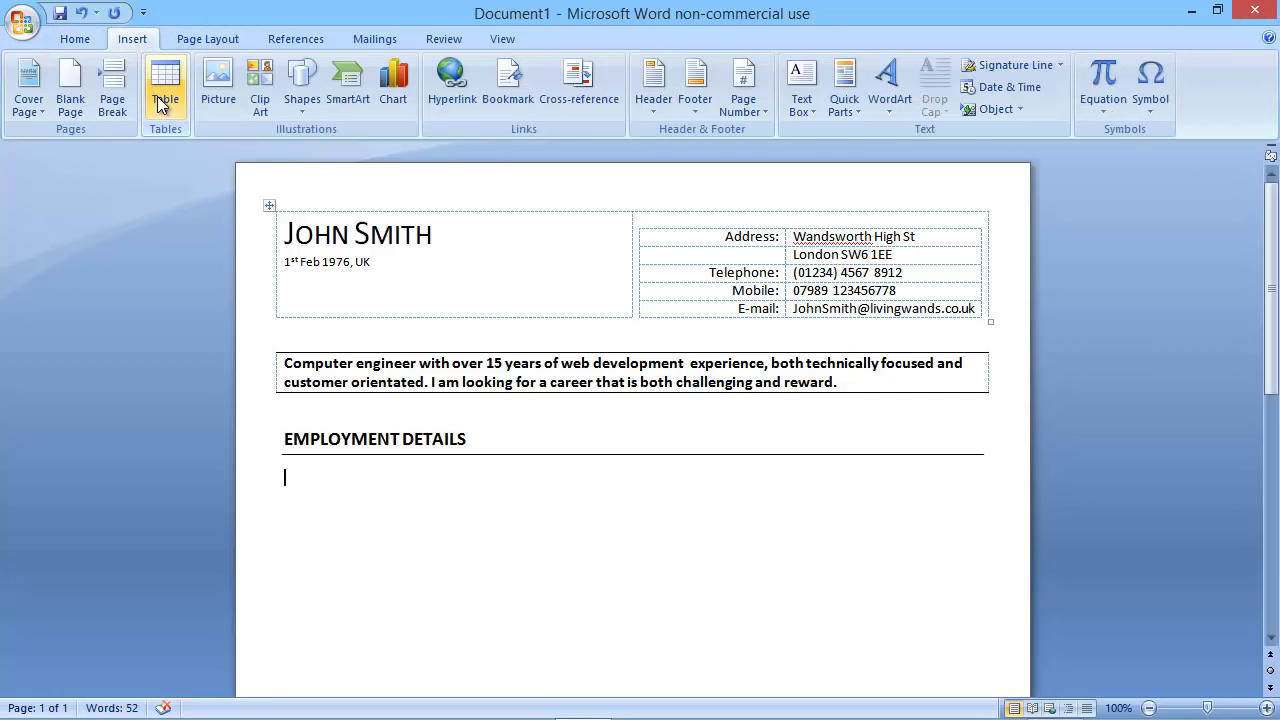 Document1 - Microsoft Word non-commercial use
Home Insert Page Layout References Mailings Review View
Cover Page Blank Page Page Break Table Picture Clip Art Shapes SmartArt Chart Hyperlink Bookmark Cross-reference Header Footer Page Number Text Box Quick Parts WordArt Drop Cap Signature Line Date & Time Object Equation Symbol
Pages Tables Illustrations Links Header & Footer Text Symbols
JOHN SMITH
1st Feb 1976, UK
Address: Wandsworth High St
London SW6 1EE
Telephone: (01234) 4567 8912
Mobile: 07989 123456778
E-mail: JohnSmith@livingwands.co.uk
Computer engineer with over 15 years of web development experience, both technically focused and
customer orientated. I am looking for a career that is both challenging and reward.
EMPLOYMENT DETAILS
Page: 1 of 1 Words: 52 100%